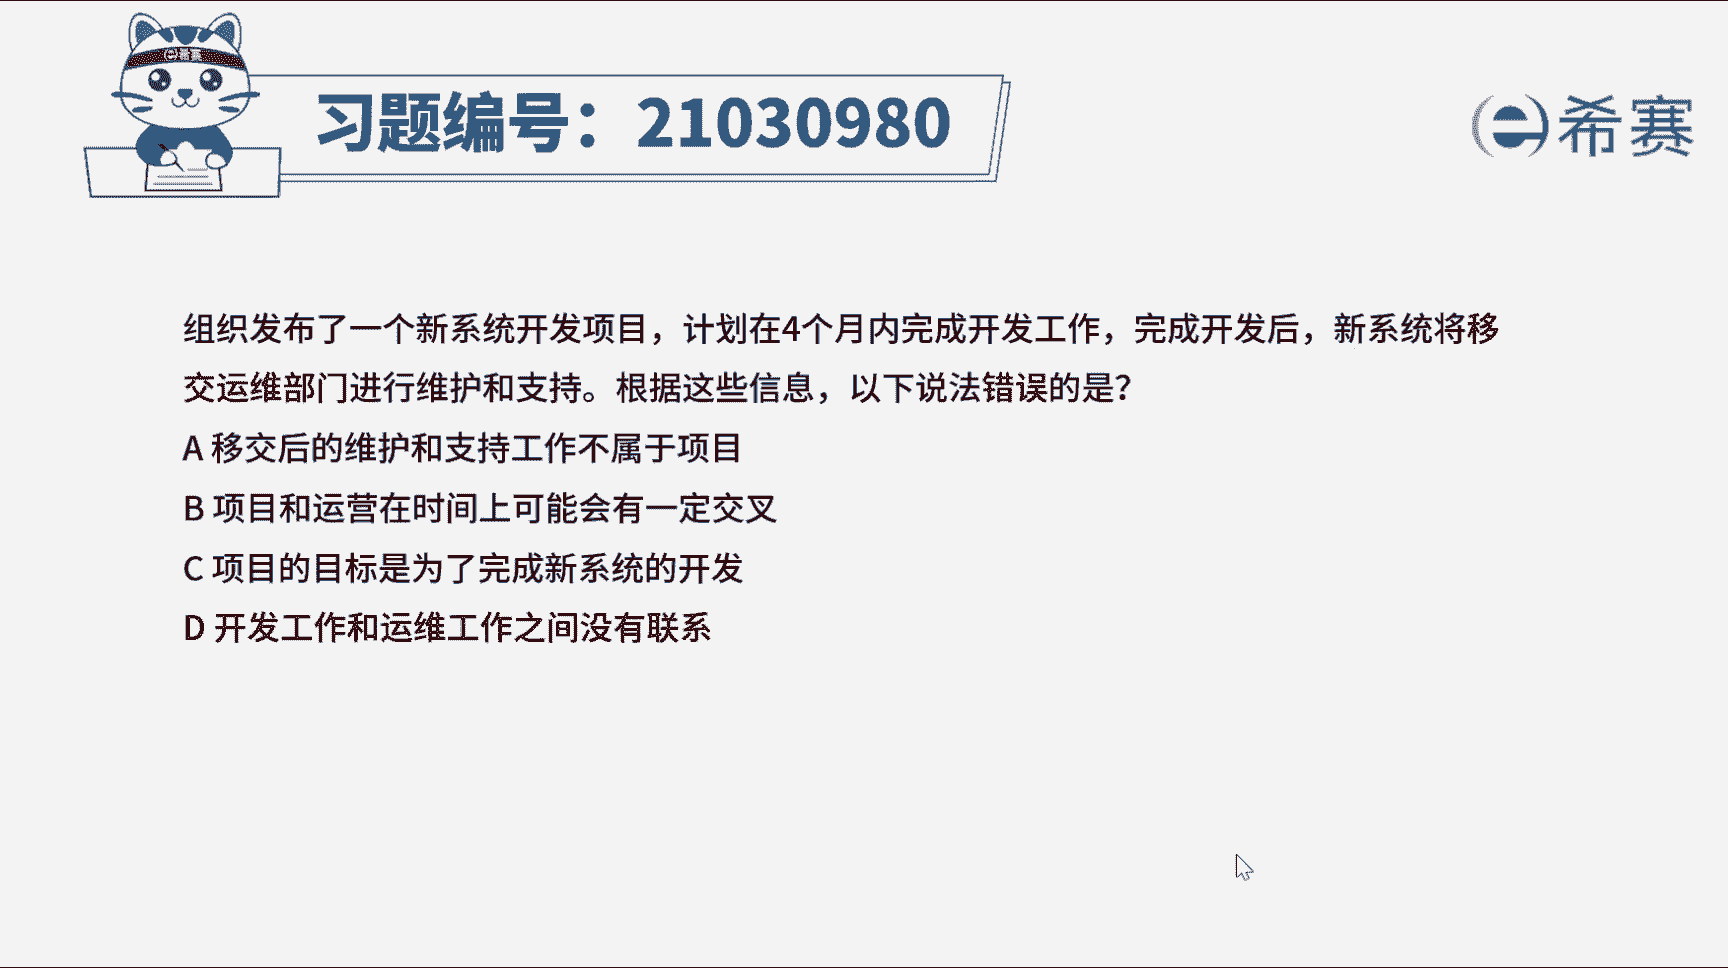 e希赛
习题编号：21030980
e希赛
组织发布了一个新系统开发项目，计划在4个月内完成开发工作，完成开发后，新系统将移
交运维部门进行维护和支持。根据这些信息，以下说法错误的是？
A 移交后的维护和支持工作不属于项目
B 项目和运营在时间上可能会有一定交叉
C 项目的目标是为了完成新系统的开发
D 开发工作和运维工作之间没有联系